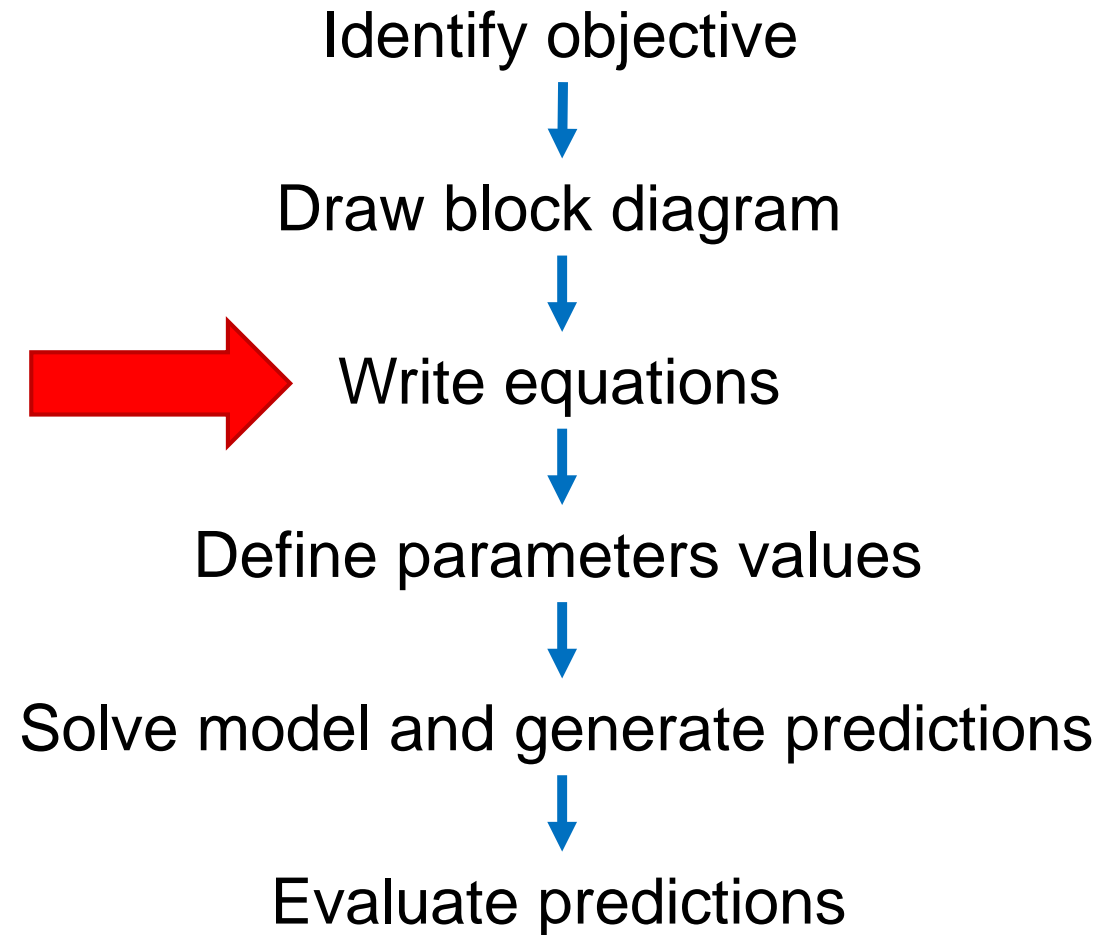 Identify objective
Draw block diagram
Write equations
Define parameters values
Solve model and generate predictions
Evaluate predictions